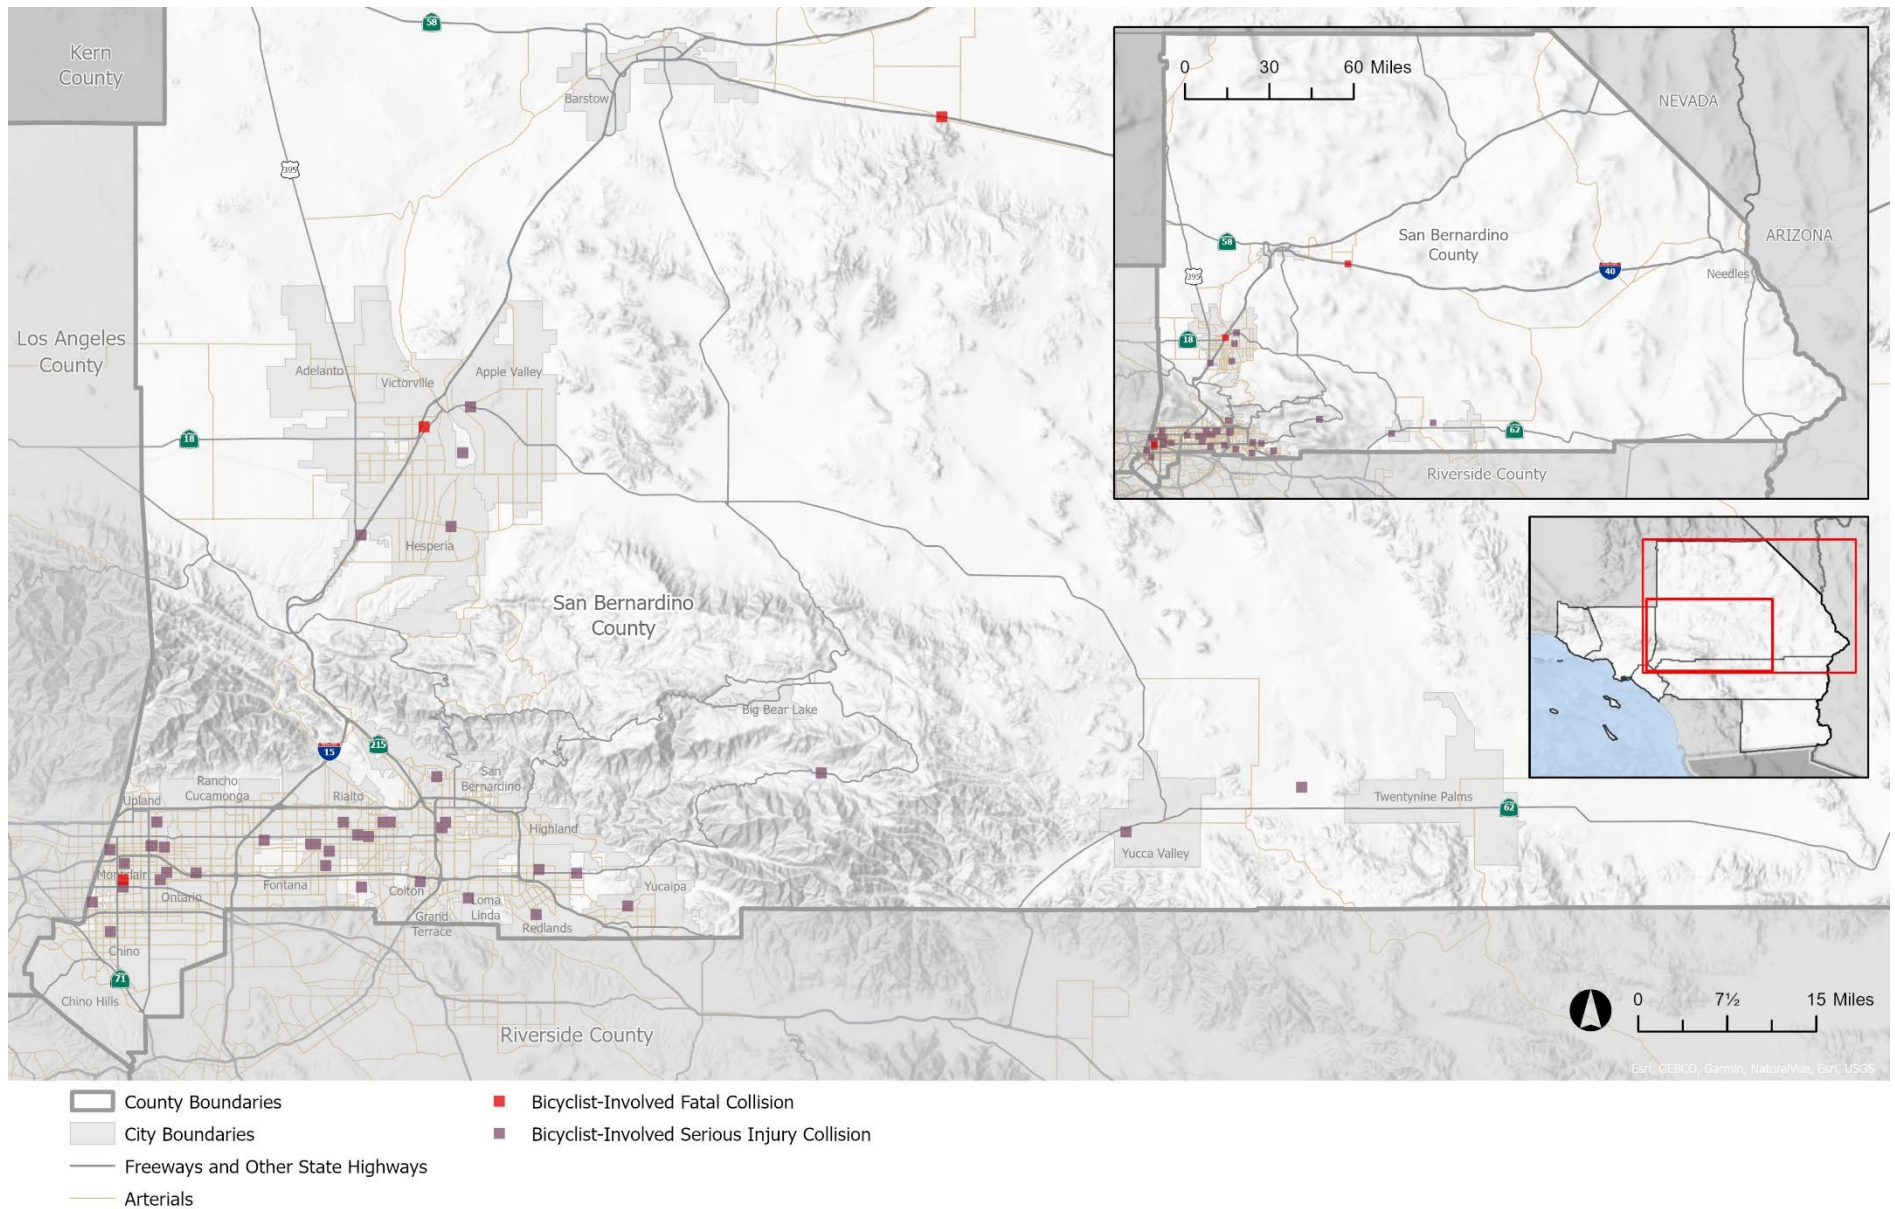 Kern
County
58
Barstow
395
Los Angeles
County
Adelanto
Victorville
Apple Valley
18
Hesperia
San Bernardino
County
Big Bear Lake
15
215
Rancho
Cucamonga
Upland
Rialto
San
Bernardino
Highland
Montclair
Ontario
Fontana
Colton
Loma
Linda
Grand
Terrace
Redlands
Yucaipa
Chino
71
Chino Hills
Yucca Valley
Twentynine Palms
62
Riverside County
0 30 60 Miles
NEVADA
ARIZONA
San Bernardino
County
58
395
40
Needles
18
62
Riverside County
0 7½ 15 Miles
Esri, GEBCO, Garmin, NaturalVue, Esri, USGS
County Boundaries
City Boundaries
Freeways and Other State Highways
Arterials
Bicyclist-Involved Fatal Collision
Bicyclist-Involved Serious Injury Collision